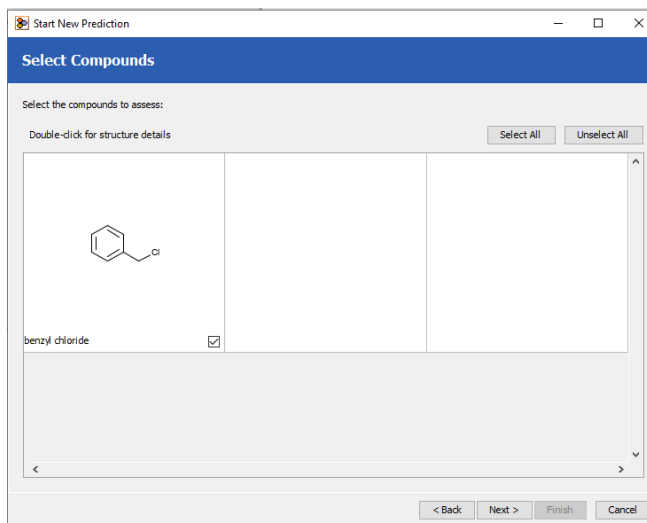 Start New Prediction
Select Compounds
Select the compounds to assess:
Double-click for structure details
Select All
Unselect All
Cl
benzyl chloride
< Back
Next >
Finish
Cancel